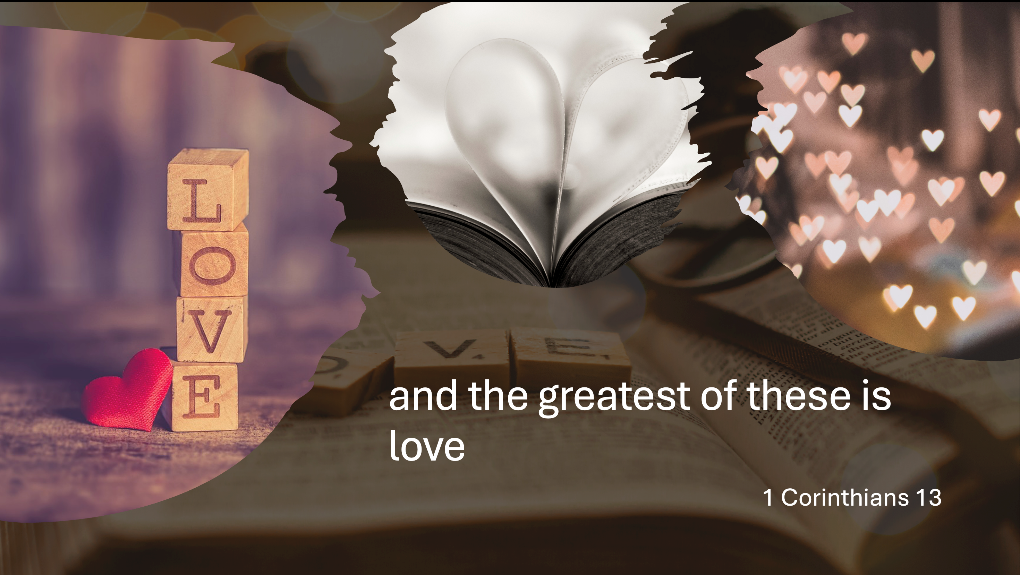 L
O
V
E
O V E
and the greatest of these is
love
1 Corinthians 13